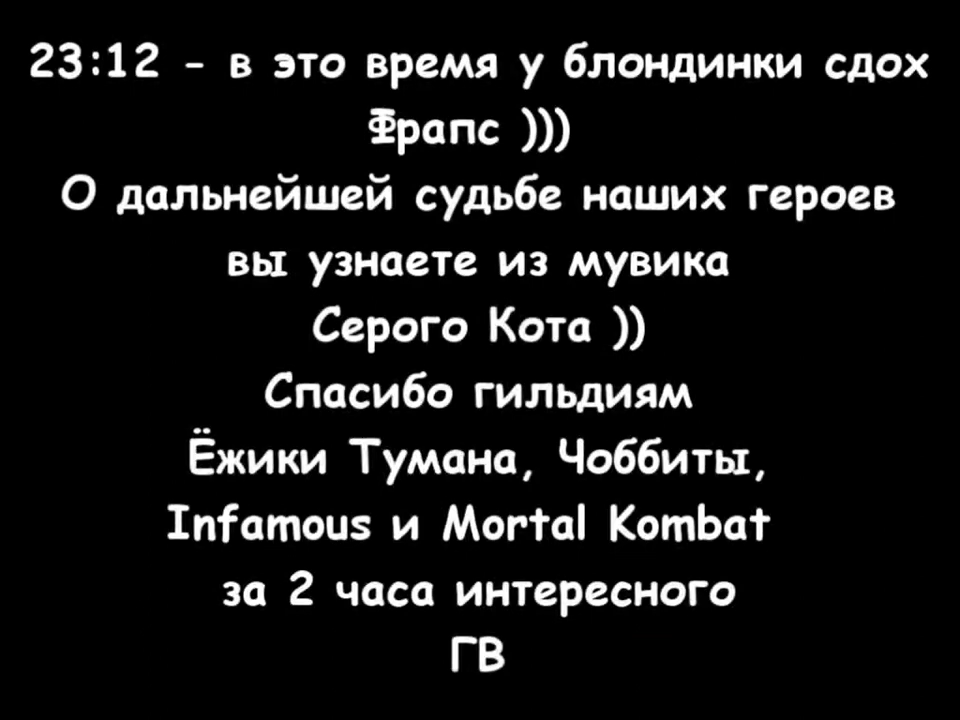 23:12 - в это время у блондинки сдох
Фрапс )))
О дальнейшей судьбе наших героев
вы узнаете из мувика
Серого Кота ))
Спасибо гильдиям
Ёжики Тумана, Чоббиты,
Infamous и Mortal Kombat
за 2 часа интересного
ГВ